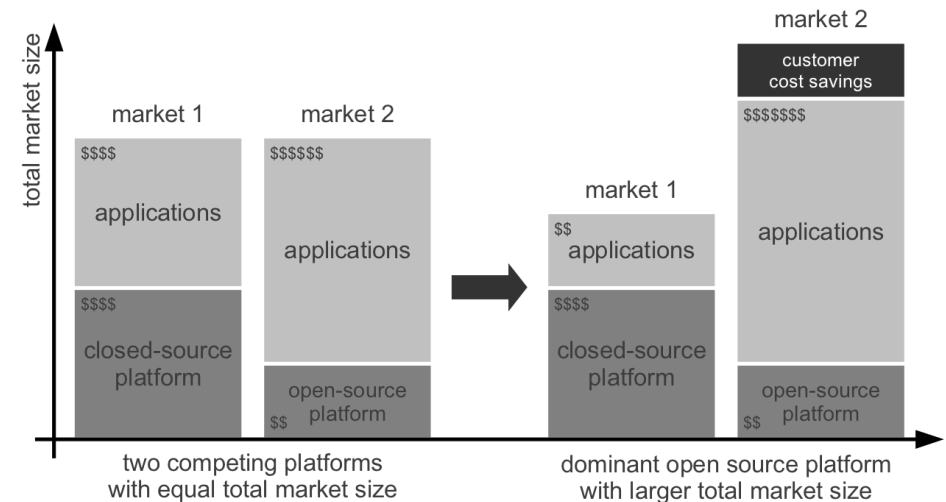 total market size
market 1
$$$$
applications
$$$$
closed-source
platform
market 2
$$$$$$
applications
open-source
platform
$$
two competing platforms
with equal total market size
market 1
$$
applications
$$$$
closed-source
platform
market 2
customer
cost savings
$$$$$$$
applications
open-source
platform
$$
dominant open source platform
with larger total market size